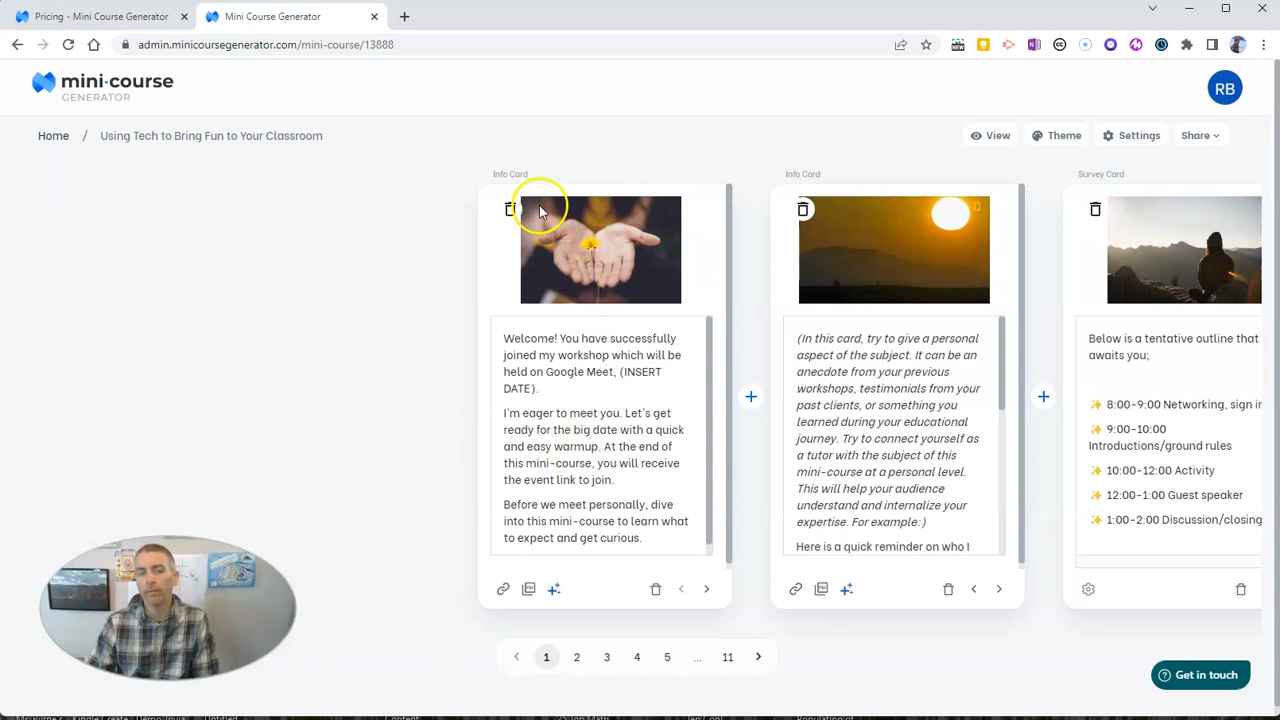 Pricing - Mini Course Generator
Mini Course Generator
admin.minicoursegenerator.com/mini-course/13888
mini·course
GENERATOR
RB
Home / Using Tech to Bring Fun to Your Classroom
View
Theme
Settings
Share
Info Card
Info Card
Survey Card
Welcome! You have successfully
joined my workshop which will be
held on Google Meet, (INSERT
DATE).
I'm eager to meet you. Let's get
ready for the big date with a quick
and easy warmup. At the end of
this mini-course, you will receive
the event link to join.
Before we meet personally, dive
into this mini-course to learn what
to expect and get curious.
(In this card, try to give a personal
aspect of the subject. It can be an
anecdote from your previous
workshops, testimonials from your
past clients, or something you
learned during your educational
journey. Try to connect yourself as
a tutor with the subject of this
mini-course at a personal level.
This will help your audience
understand and internalize your
expertise. For example:)
Here is a quick reminder on who I
Below is a tentative outline that
awaits you;
✨ 8:00-9:00 Networking, sign i
✨ 9:00-10:00
Introductions/ground rules
✨ 10:00-12:00 Activity
✨ 12:00-1:00 Guest speaker
✨ 1:00-2:00 Discussion/closing
1 2 3 4 5 ... 11
Get in touch